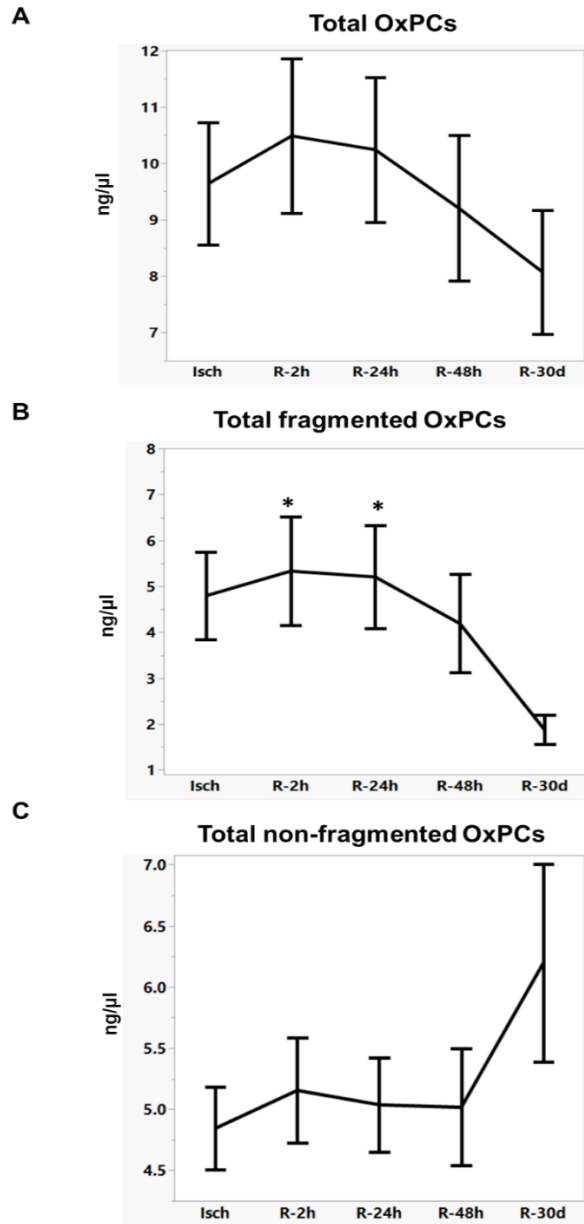 A
Total OxPCs
12
11
10
9
8
7
ng/µl
Isch R-2h R-24h R-48h R-30d
B
Total fragmented OxPCs
8
7
6
5
4
3
2
1
ng/µl
* *
Isch R-2h R-24h R-48h R-30d
C
Total non-fragmented OxPCs
7.0
6.5
6.0
5.5
5.0
4.5
ng/µl
Isch R-2h R-24h R-48h R-30d